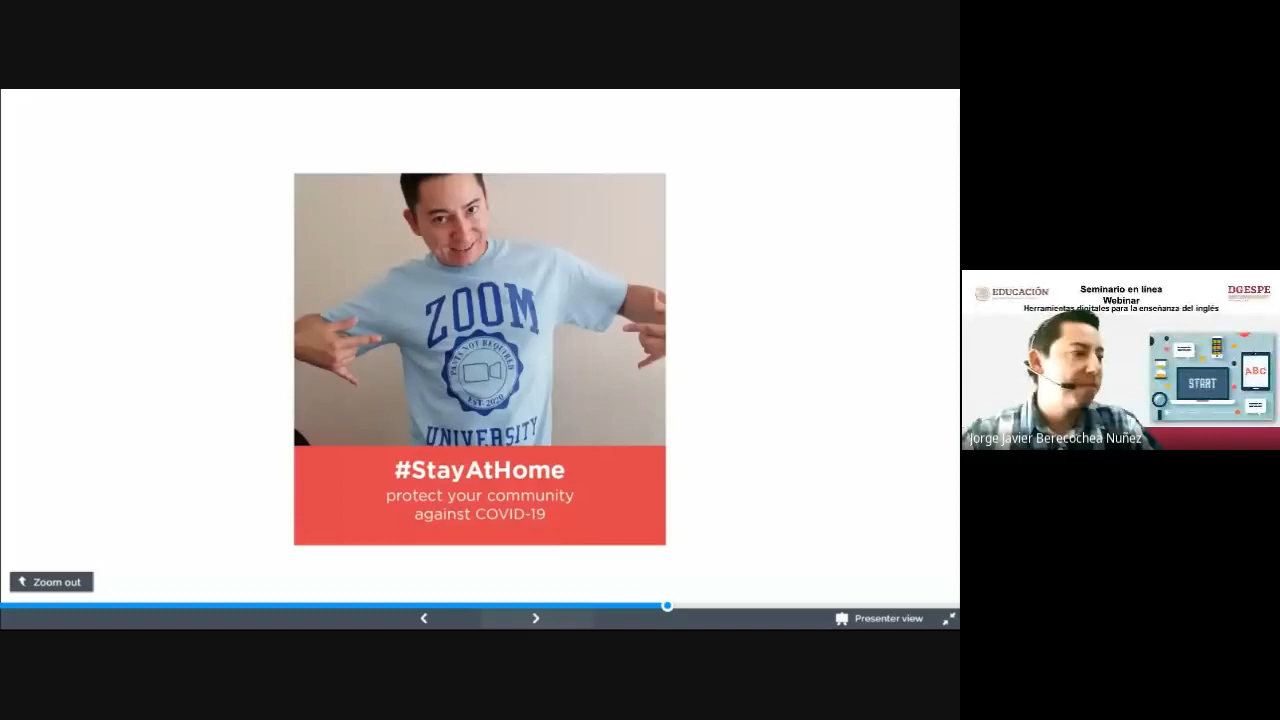 ZOOM
PANTS NOT REQUIRED
EST. 2020
UNIVERSITY
#StayAtHome
protect your community
against COVID-19
Zoom out
Presenter view
EDUCACIÓN
Seminario en línea
Webinar
Herramientas digitales para la enseñanza del inglés
DGESPE
START
ABC
Jorge Javier Berecochea Nuñez